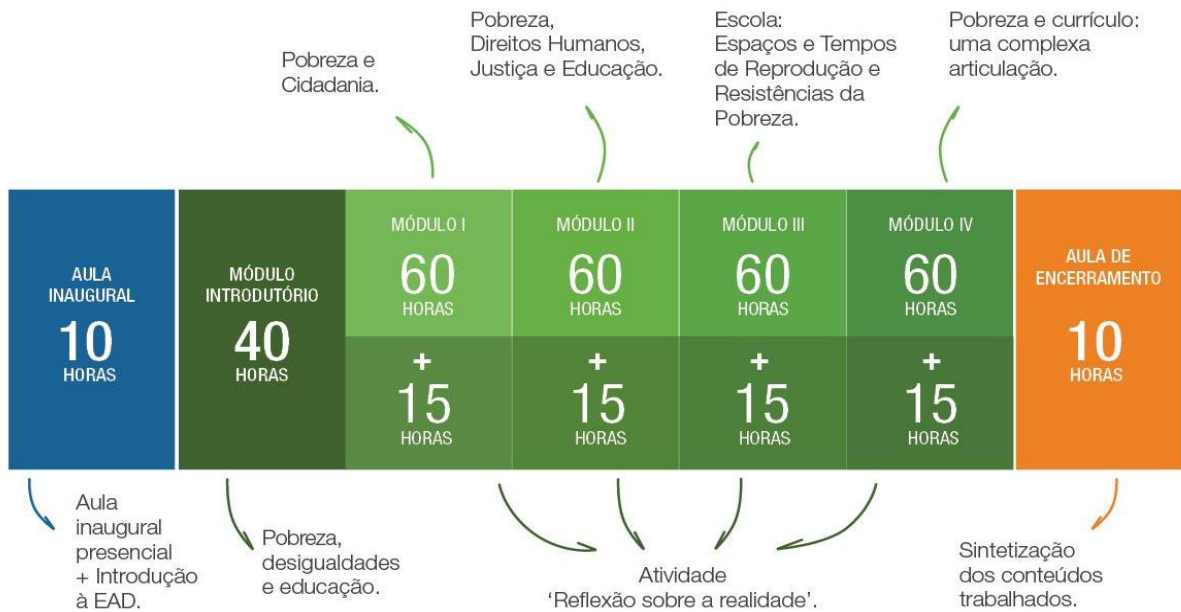 Pobreza e
Cidadania.
Pobreza,
Direitos Humanos,
Justiça e Educação.
Escola:
Espaços e Tempos
de Reprodução e
Resistências da
Pobreza.
Pobreza e currículo:
uma complexa
articulação.
AULA
INAUGURAL
10
HORAS
MÓDULO
INTRODUTÓRIO
40
HORAS
MÓDULO I
60
HORAS
+
15
HORAS
MÓDULO II
60
HORAS
+
15
HORAS
MÓDULO III
60
HORAS
+
15
HORAS
MÓDULO IV
60
HORAS
+
15
HORAS
AULA DE
ENCERRAMENTO
10
HORAS
Aula
inaugural
presencial
+ Introdução
à EAD.
Pobreza,
desigualdades
e educação.
Atividade
‘Reflexão sobre a realidade’.
Sintetização
dos conteúdos
trabalhados.